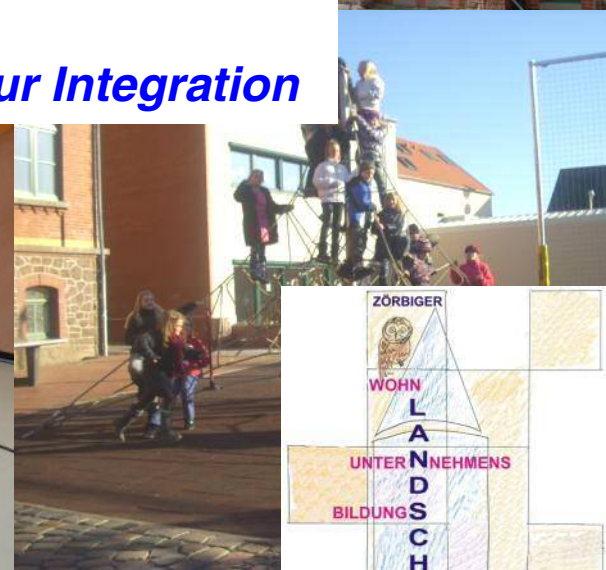 ur Integration
ZÖRBIGER
WOHN
L
A
UNTERNNEHMENS
D
BILDUNGS
C
H